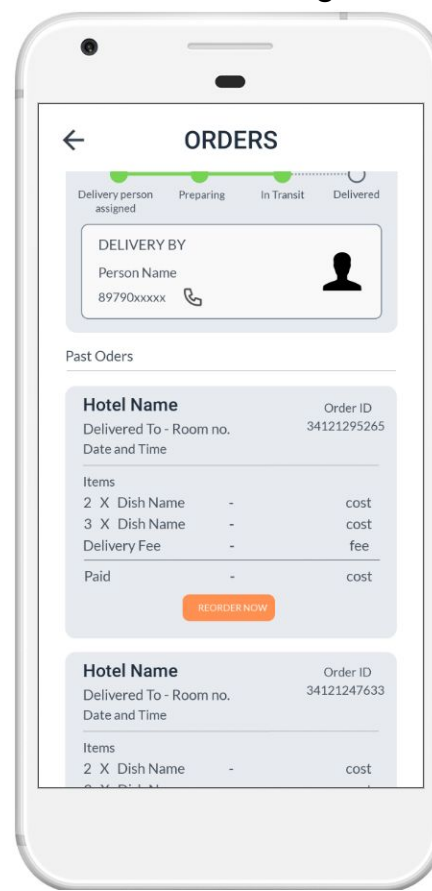 ORDERS
Delivery person assigned Preparing In Transit Delivered
DELIVERY BY
Person Name
89790xxxxx
Past Oders
Hotel Name Order ID
Delivered To - Room no. 34121295265
Date and Time
Items
2 X Dish Name - cost
3 X Dish Name - cost
Delivery Fee - fee
Paid - cost
REORDER NOW
Hotel Name Order ID
Delivered To - Room no. 34121247633
Date and Time
Items
2 X Dish Name - cost